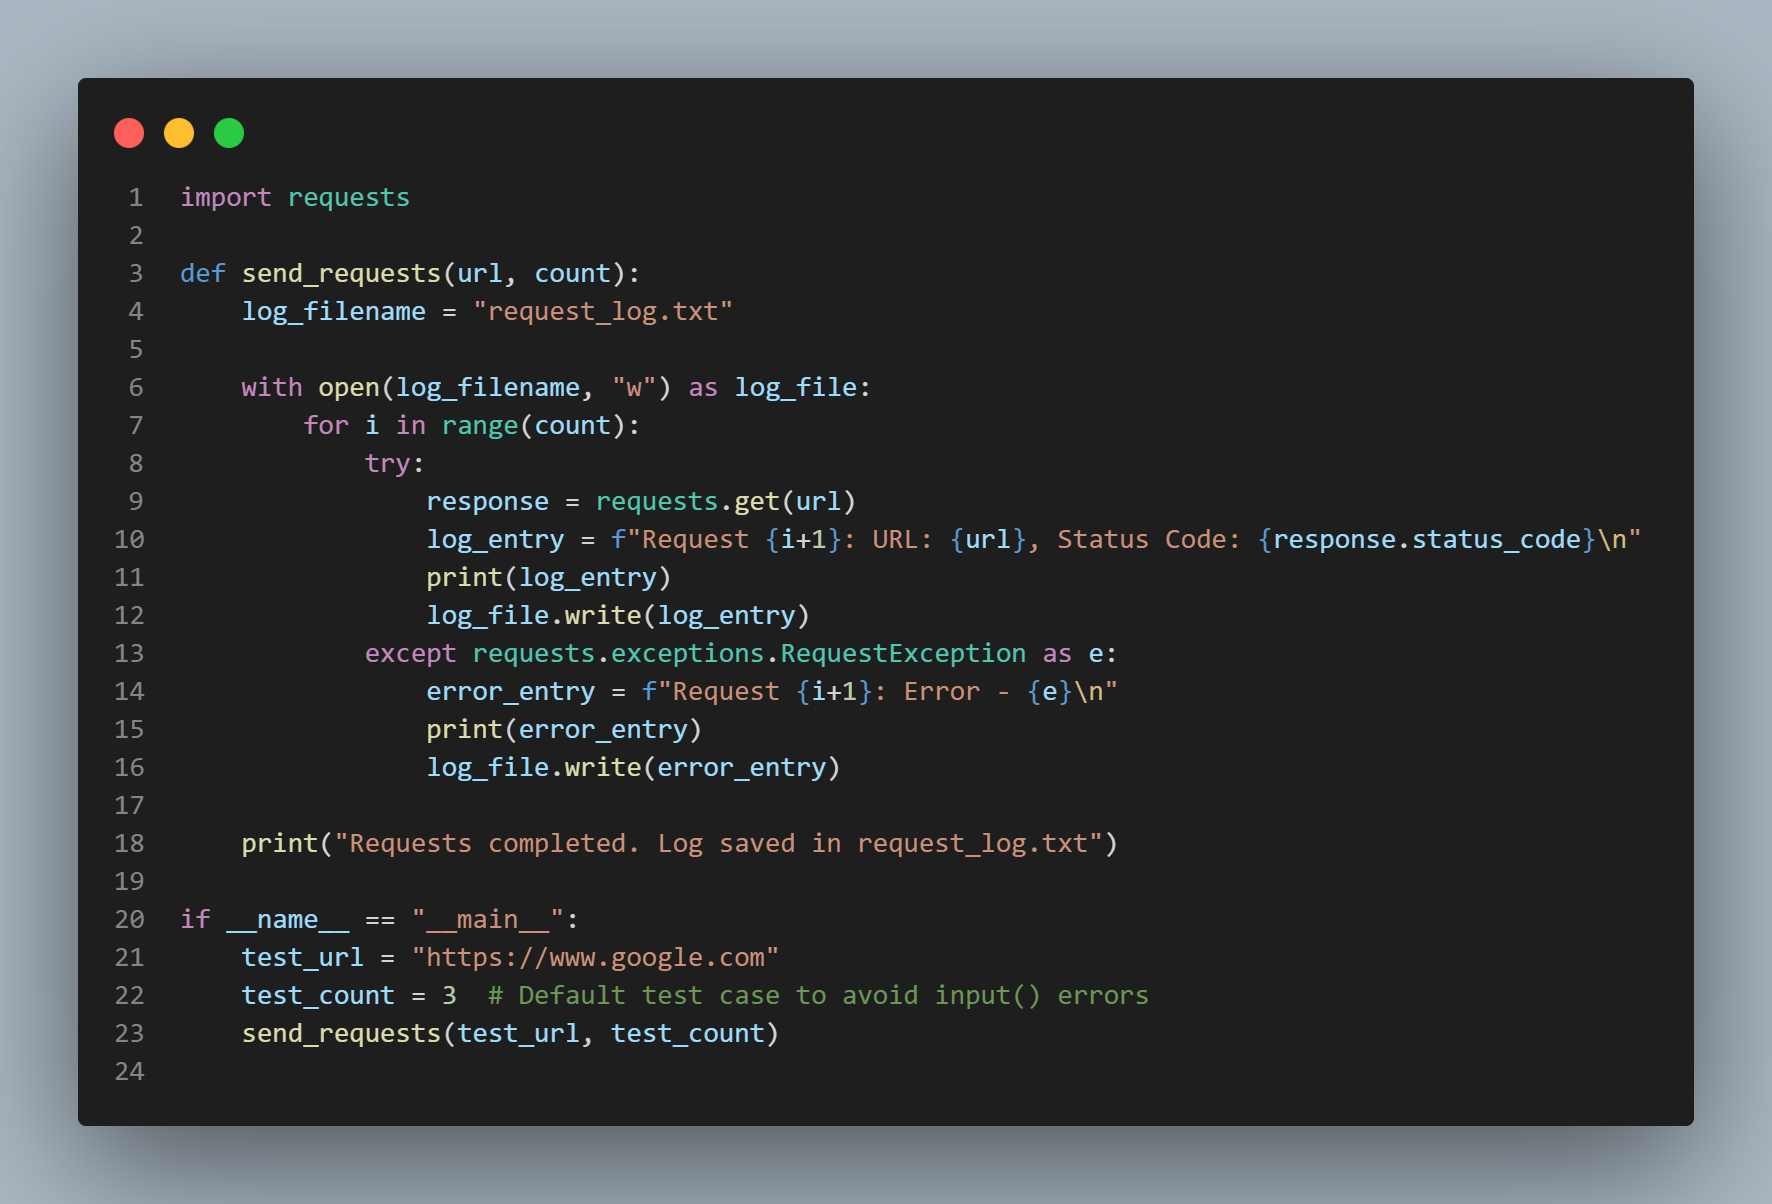 1 import requests
2
3 def send_requests(url, count):
4     log_filename = "request_log.txt"
5
6     with open(log_filename, "w") as log_file:
7         for i in range(count):
8             try:
9                 response = requests.get(url)
10                 log_entry = f"Request {i+1}: URL: {url}, Status Code: {response.status_code}\n"
11                 print(log_entry)
12                 log_file.write(log_entry)
13             except requests.exceptions.RequestException as e:
14                 error_entry = f"Request {i+1}: Error - {e}\n"
15                 print(error_entry)
16                 log_file.write(error_entry)
17
18     print("Requests completed. Log saved in request_log.txt")
19
20 if __name__ == "__main__":
21     test_url = "https://www.google.com"
22     test_count = 3  # Default test case to avoid input() errors
23     send_requests(test_url, test_count)
24